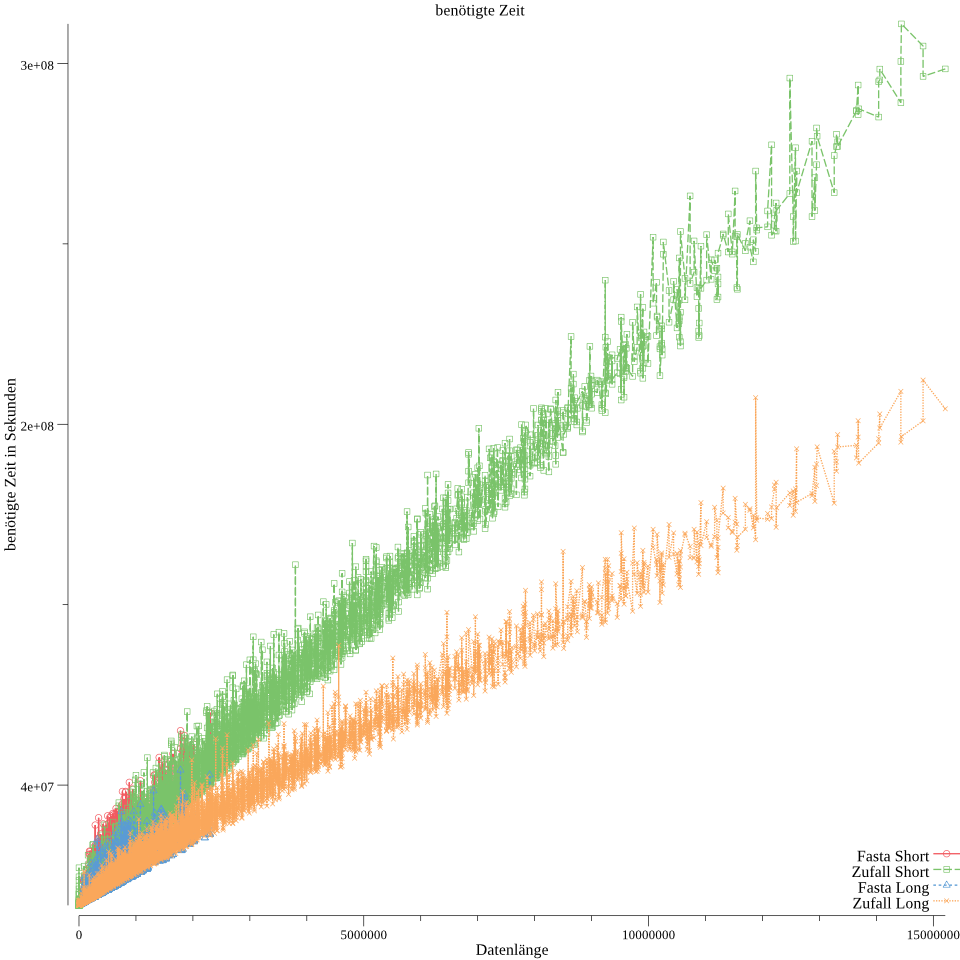 benötigte Zeit
3e+08
2e+08
4e+07
benötigte Zeit in Sekunden
Fasta Short
Zufall Short
Fasta Long
Zufall Long
0
5000000
10000000
15000000
Datenlänge